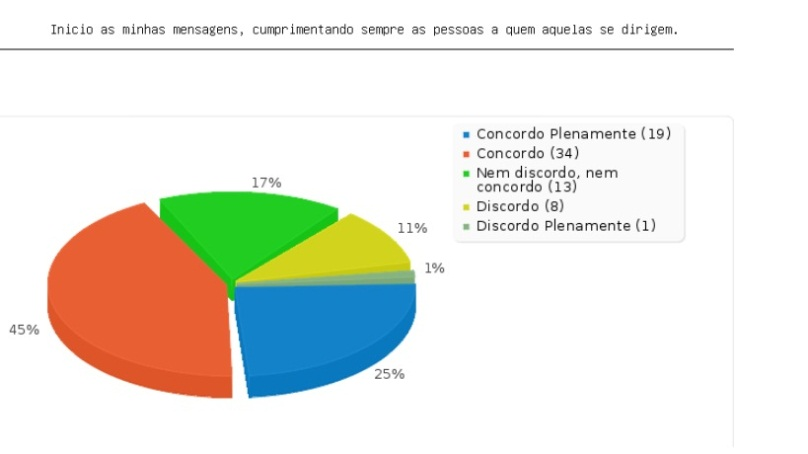 Inicio as minhas mensagens, cumprimentando sempre as pessoas a quem aquelas se dirigem.
Concordo Plenamente (19)
Concordo (34)
Nem discordo, nem
concordo (13)
Discordo (8)
Discordo Plenamente (1)
17%
11%
1%
45%
25%